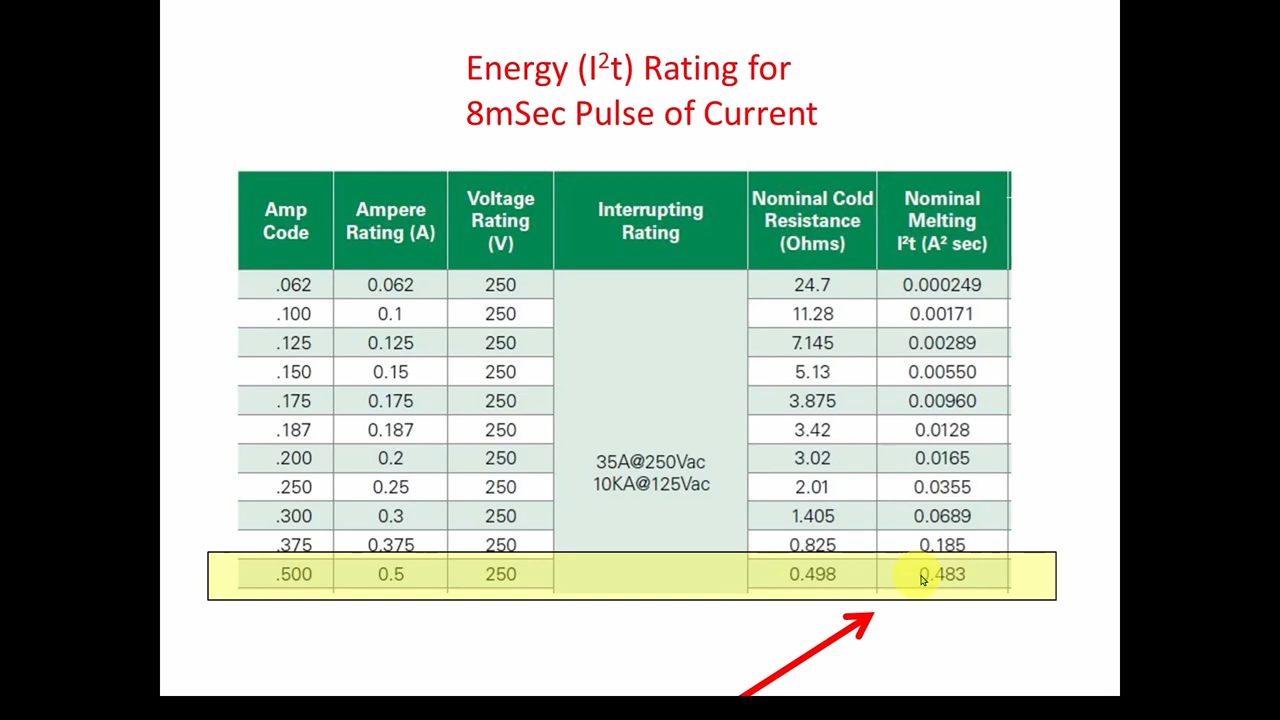 Energy (I²t) Rating for
8mSec Pulse of Current
Amp Code | Ampere Rating (A) | Voltage Rating (V) | Interrupting Rating | Nominal Cold Resistance (Ohms) | Nominal Melting I²t (A² sec)
.062 0.062 250 24.7 0.000249
.100 0.1 250 11.28 0.00171
.125 0.125 250 7.145 0.00289
.150 0.15 250 5.13 0.00550
.175 0.175 250 3.875 0.00960
.187 0.187 250 3.42 0.0128
.200 0.2 250 35A@250Vac 3.02 0.0165
.250 0.25 250 10KA@125Vac 2.01 0.0355
.300 0.3 250 1.405 0.0689
.375 0.375 250 0.825 0.185
.500 0.5 250 0.498 0.483